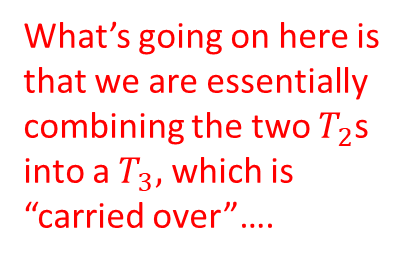 What's going on here is
that we are essentially
combining the two T₂s
into a T₃, which is
“carried over”....